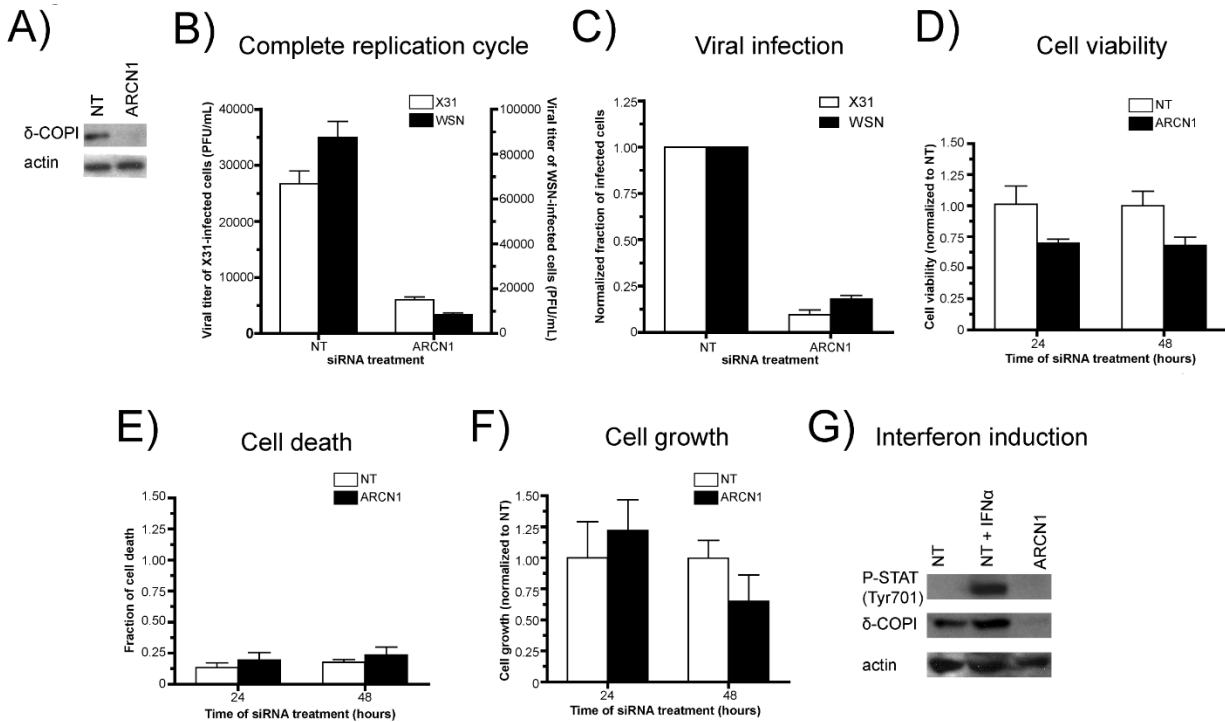 A)
NT
ARCN1
δ-COPI
actin
B)
Complete replication cycle
X31
WSN
Viral titer of X31-infected cells (PFU/mL)
40000
30000
20000
10000
0
Viral titer of WSN-infected cells (PFU/mL)
100000
80000
60000
40000
20000
0
NT
ARCN1
siRNA treatment
C)
Viral infection
X31
WSN
Normalized fraction of infected cells
1.25
1.00
0.75
0.50
0.25
0
NT
ARCN1
siRNA treatment
D)
Cell viability
NT
ARCN1
Cell viability (normalized to NT)
1.50
1.25
1.00
0.75
0.50
0.25
0
24
48
Time of siRNA treatment (hours)
E)
Cell death
NT
ARCN1
Fraction of cell death
1.50
1.25
1.00
0.75
0.50
0.25
0
24
48
Time of siRNA treatment (hours)
F)
Cell growth
NT
ARCN1
Cell growth (normalized to NT)
1.50
1.25
1.00
0.75
0.50
0.25
0
24
48
Time of siRNA treatment (hours)
G)
Interferon induction
NT
NT + IFNα
ARCN1
P-STAT
(Tyr701)
δ-COPI
actin